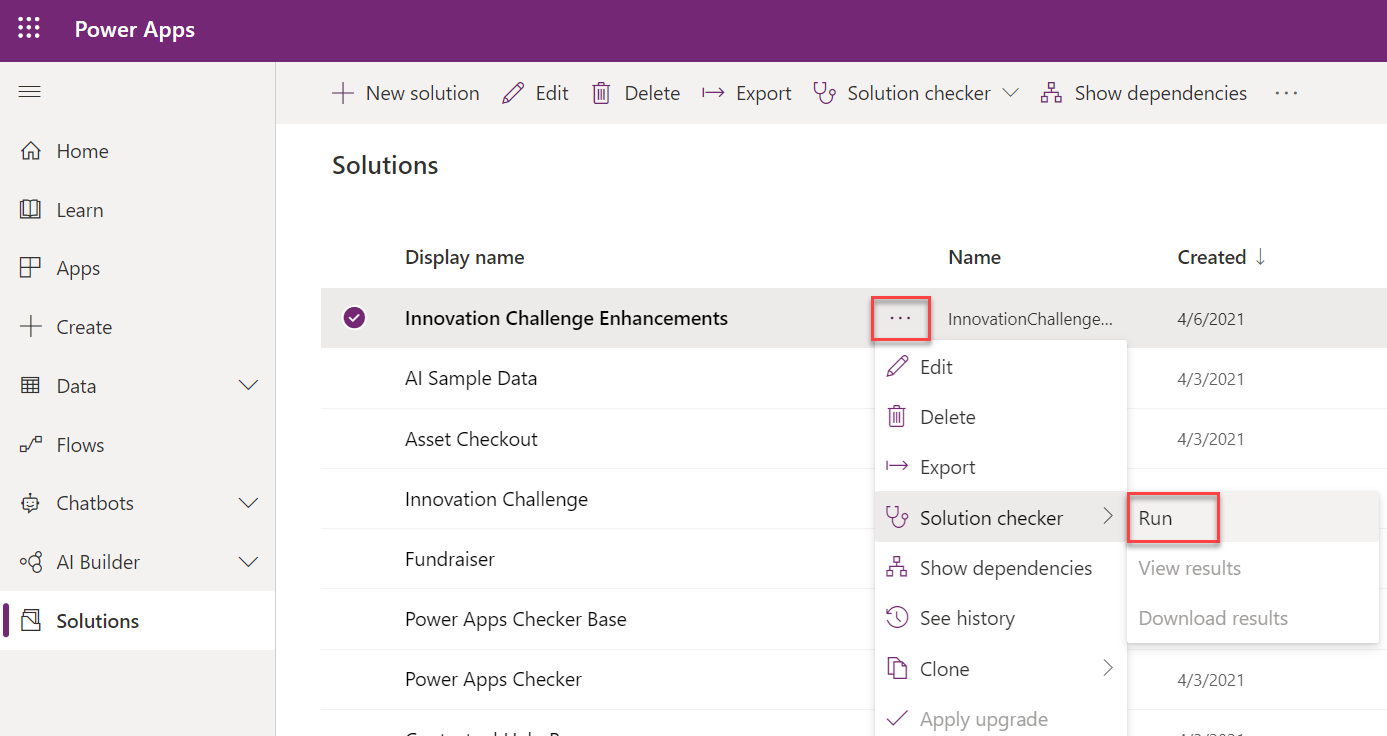 Power Apps
New solution Edit Delete Export Solution checker Show dependencies ...
Home
Learn
Apps
Create
Data
Flows
Chatbots
AI Builder
Solutions
Solutions
Display name Name Created
Innovation Challenge Enhancements ... InnovationChallenge... 4/6/2021
AI Sample Data 4/3/2021
Asset Checkout 4/3/2021
Innovation Challenge
Fundraiser
Power Apps Checker Base
Power Apps Checker 4/3/2021
Edit
Delete
Export
Solution checker
Show dependencies
See history
Clone
Apply upgrade
Run
View results
Download results